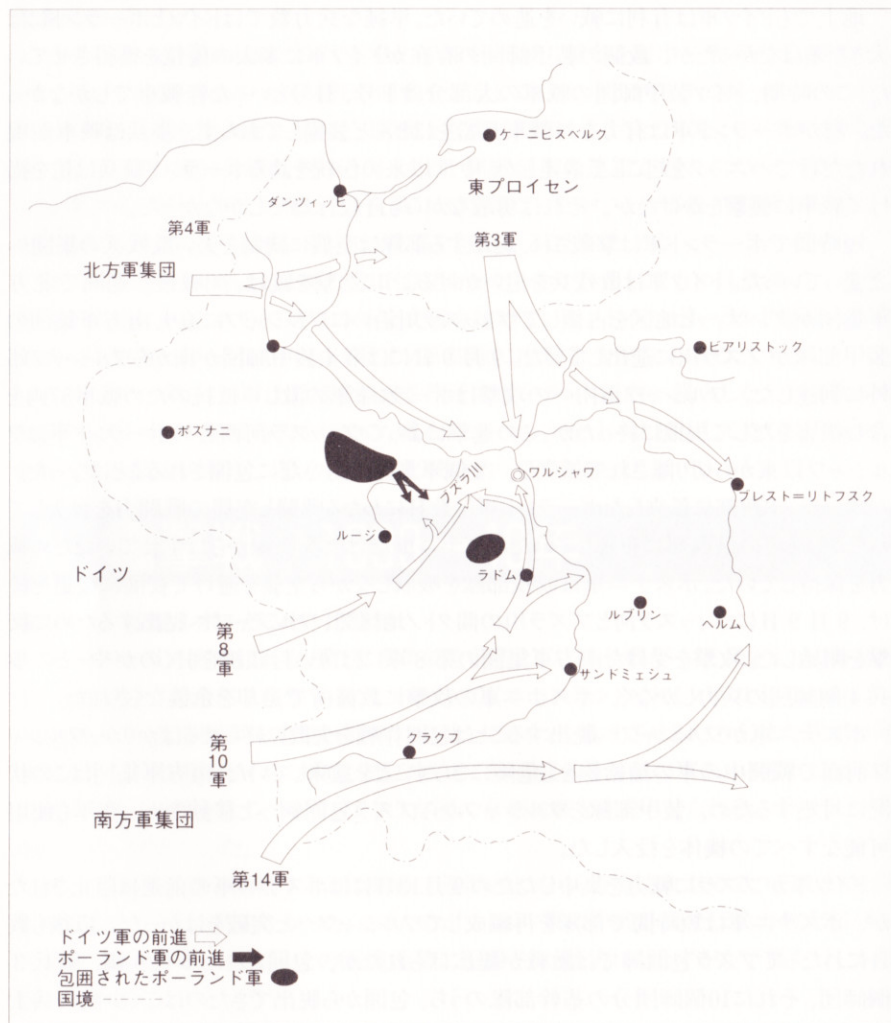 ケーニヒスベルク
東プロイセン
ダンツィッヒ
第4軍
第3軍
北方軍集団
ビアリストック
ポズナニ
ワルシャワ
ブズラ川
ブレスト=リトフスク
ルージ
ドイツ
ラドム
ルブリン
ヘルム
第8軍
サンドミェシュ
クラクフ
第10軍
南方軍集団
第14軍
ドイツ軍の前進
ポーランド軍の前進
包囲されたポーランド軍
国境